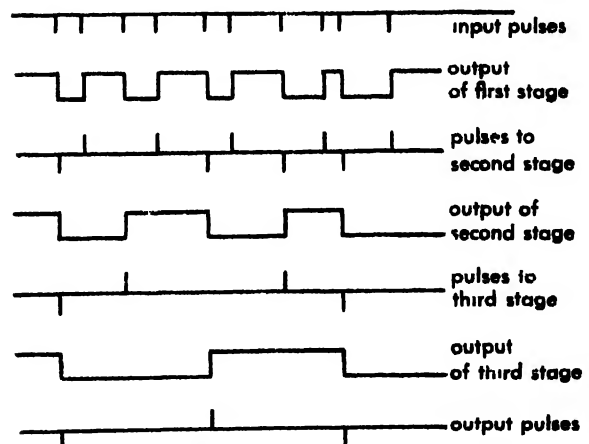 input pulses
output
of first stage
pulses to
second stage
output of
second stage
pulses to
third stage
output
of third stage
output pulses